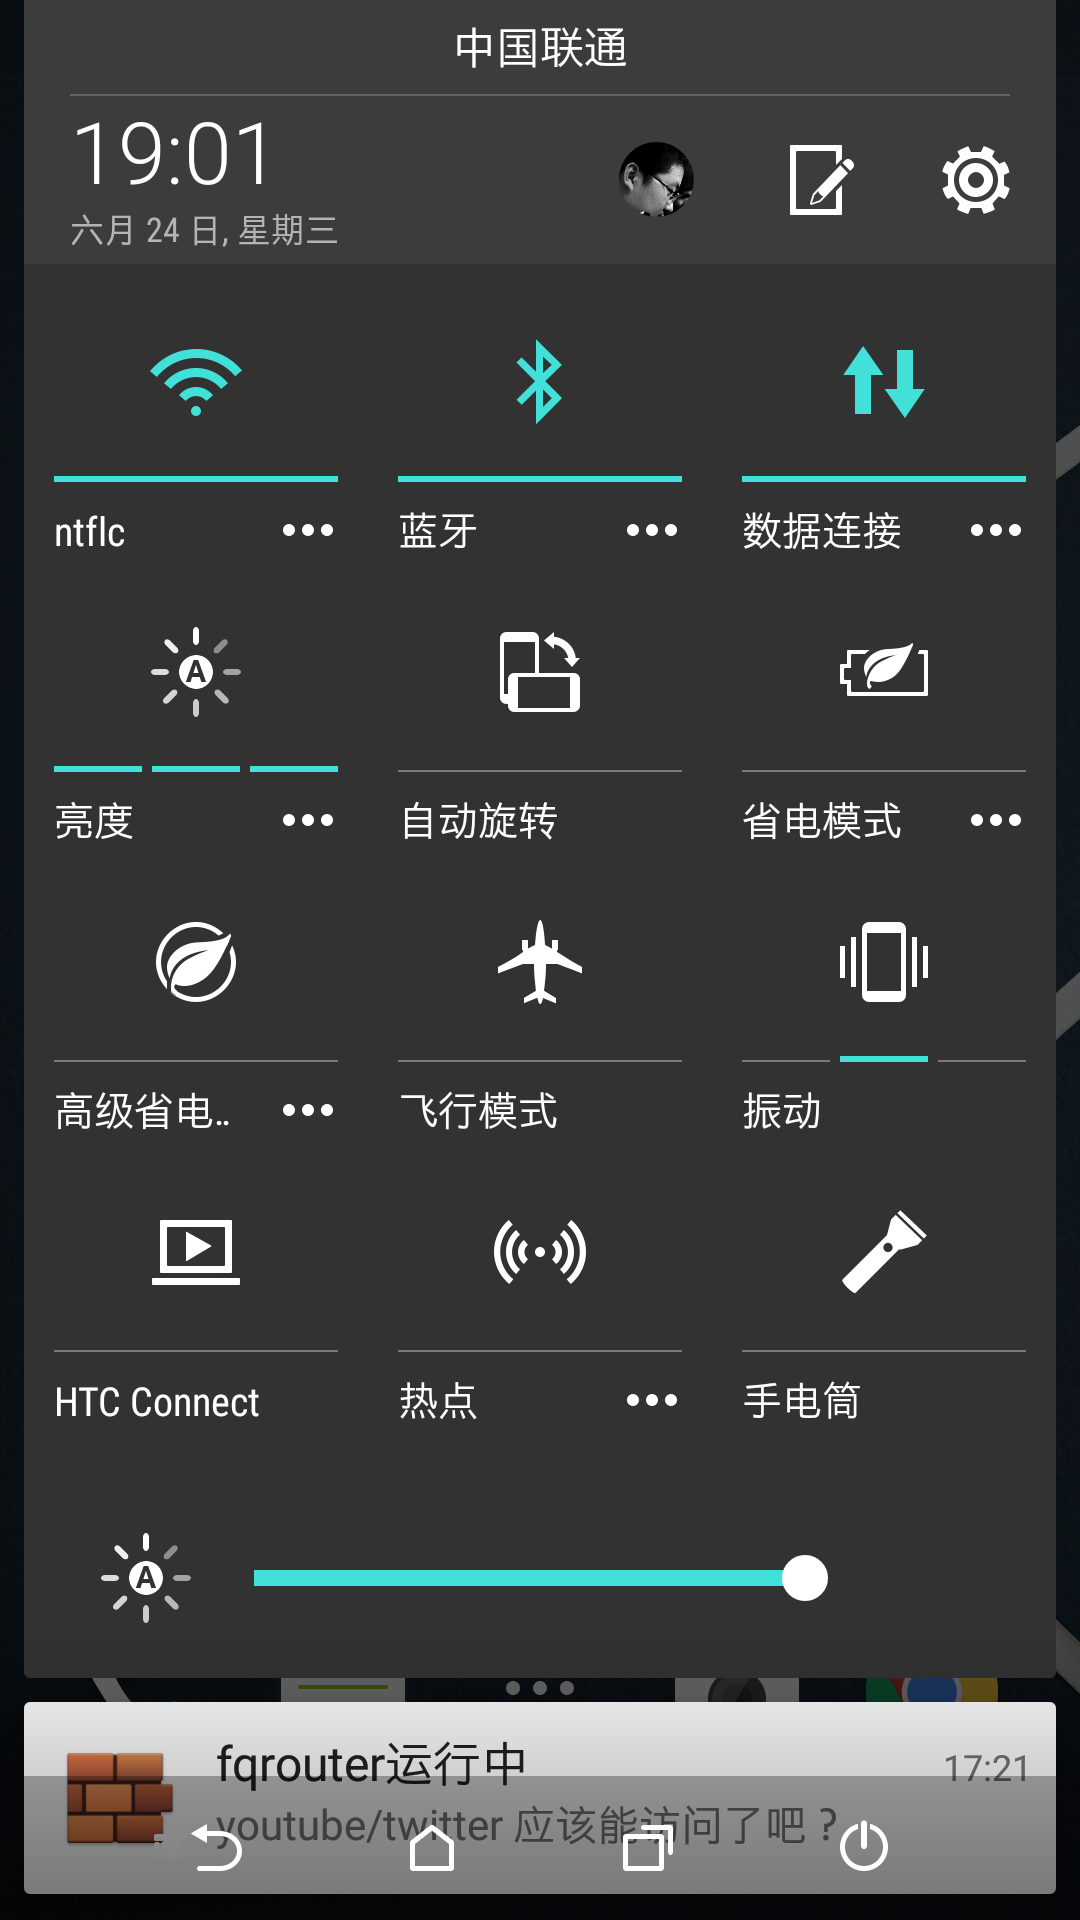 中国联通
19:01
六月 24 日, 星期三
ntflc
蓝牙
数据连接
A
亮度
自动旋转
省电模式
高级省电..
飞行模式
振动
HTC Connect
热点
手电筒
A
fqrouter运行中
17:21
youtube/twitter 应该能访问了吧？